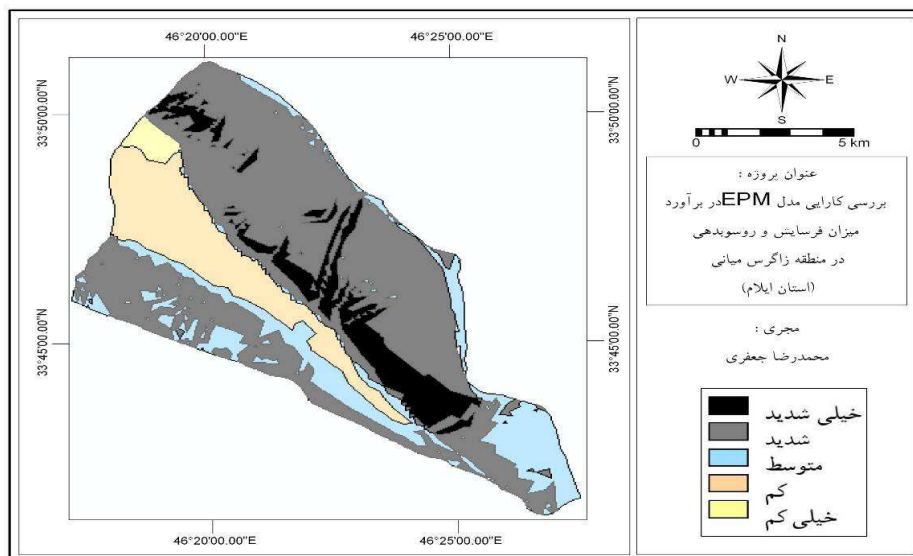 46°20'00.00"E
46°25'00.00"E
33°50'00.00"N
33°50'00.00"N
33°45'00.00"N
33°45'00.00"N
46°20'00.00"E
46°25'00.00"E
N
W E
S
0 5 km
عنوان پروژه :
بررسی کارایی مدل EPM در برآورد
میزان فرسایش و رسوبدهی
در منطقه زاگرس میانی
(استان ایلام)
مجری :
محمدرضا جعفری
خیلی شدید
شدید
متوسط
کم
خیلی کم